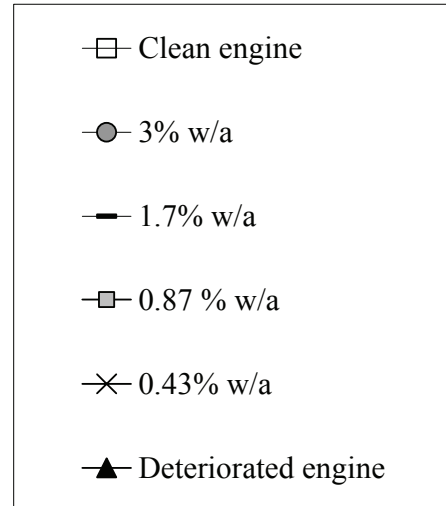 Clean engine
3% w/a
1.7% w/a
0.87 % w/a
0.43% w/a
Deteriorated engine